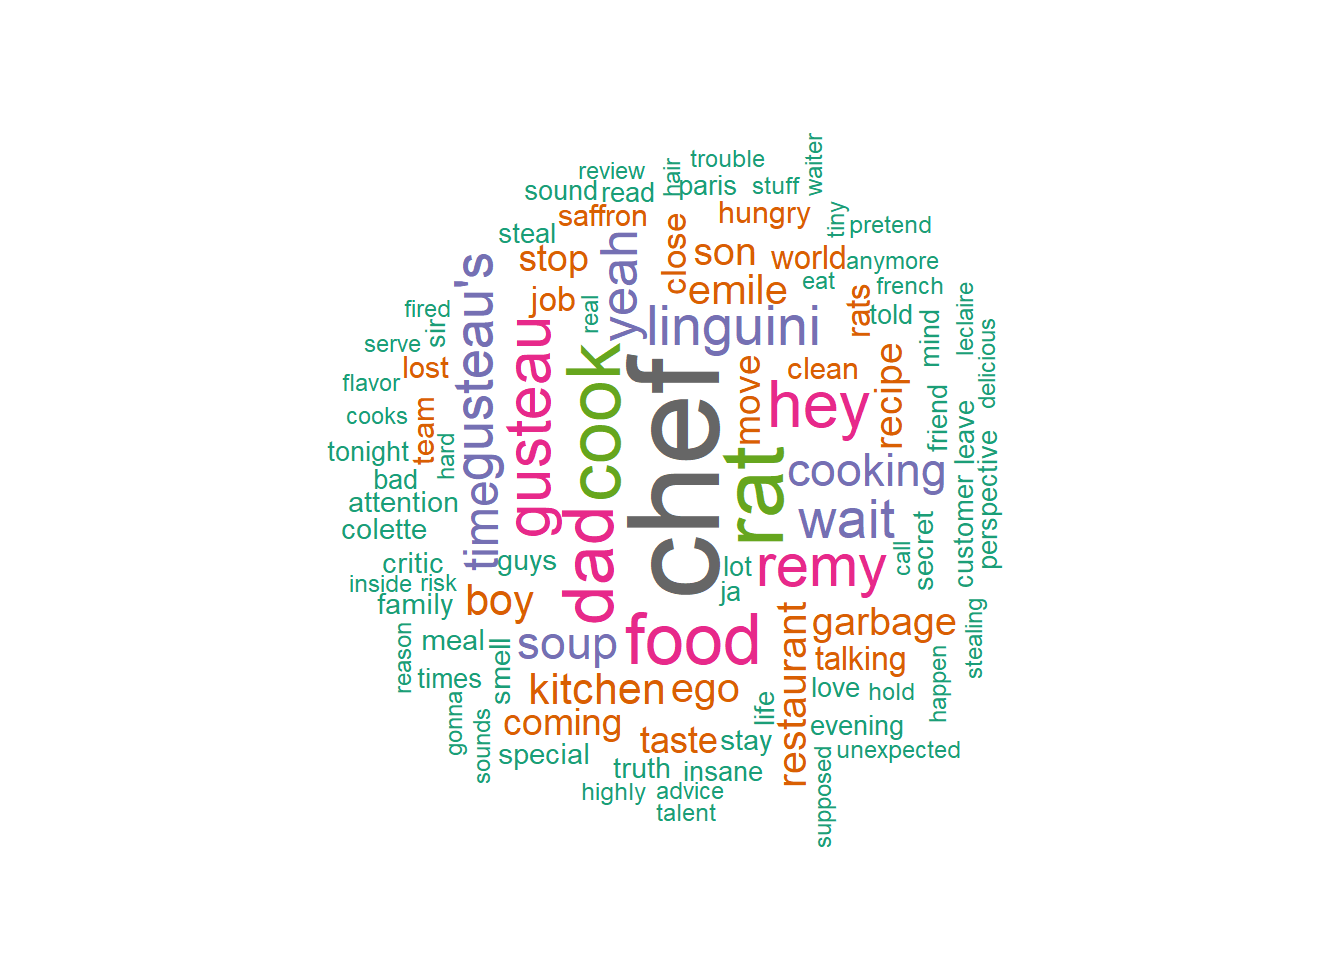 trouble
review
hair
waiter
sound
read
paris
stuff
saffron
hungry
tiny
pretend
steal
stop
yeah
close
son
world
anymore
gusteau's
job
real
emile
eat
french
rats
told
fired
sir
gusteau
linguini
mind
leclaire
serve
lost
cook
chef
move
clean
recipe
delicious
flavor
hey
cooks
team
friend
leave
tonight
hard
rat
cooking
perspective
bad
time
attention
dad
wait
customer
colette
secret
call
critic
guys
lot
remy
inside
risk
ja
family
boy
stealing
reason
meal
smell
soup
food
restaurant
garbage
talking
happen
times
kitchen
ego
life
love
hold
gonna
sounds
coming
taste
stay
evening
special
unexpected
truth
insane
supposed
highly
advice
talent